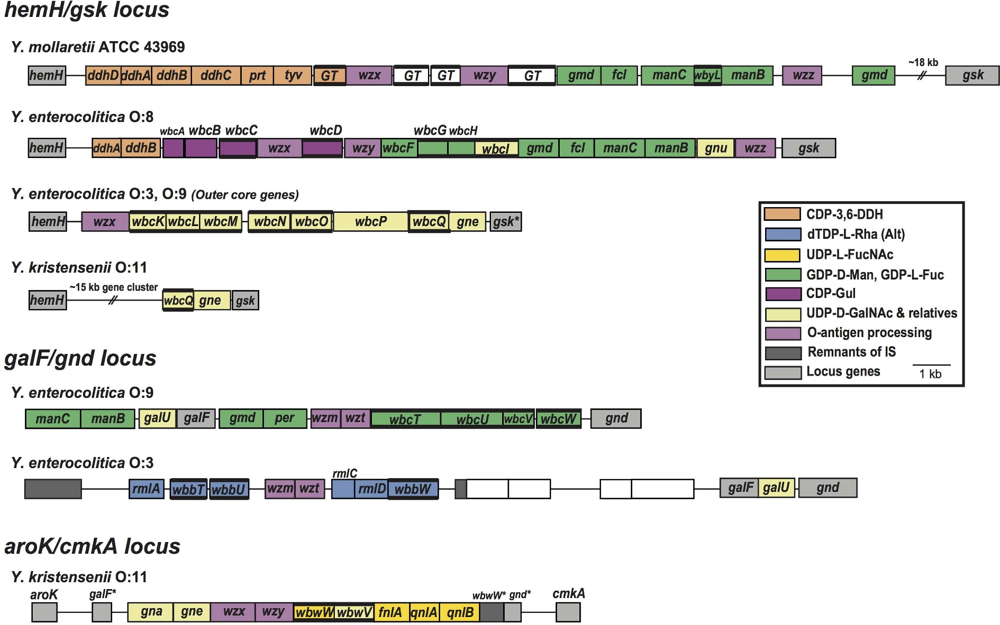 hemH/gsk locus
Y. mollaretii ATCC 43969
~18 kb
hemH ddhD ddhA ddhB ddhC prt tyv GT wzx GT GT wzy GT gmd fcl manC wbyL manB wzz gmd gsk
Y. enterocolitica O:8
wbcA wbcB wbcC wbcD wbcG wbcH
hemH ddhA ddhB wzx wzy wbcF wbcI gmd fcl manC manB gnu wzz gsk
Y. enterocolitica O:3, O:9 (Outer core genes)
hemH wzx wbcK wbcL wbcM wbcN wbcO wbcP wbcQ gne gsk*
Y. kristensenii O:11
~15 kb gene cluster
hemH wbcQ gne gsk
CDP-3,6-DDH
dTDP-L-Rha (Alt)
UDP-L-FucNAc
GDP-D-Man, GDP-L-Fuc
CDP-Gul
UDP-D-GalNAc & relatives
O-antigen processing
Remnants of IS
Locus genes
1 kb
galF/gnd locus
Y. enterocolitica O:9
manC manB galU galF gmd per wzm wzt wbcT wbcU wbcV wbcW gnd
Y. enterocolitica O:3
rmlC
rmlA wbbT wbbU wzm wzt rmlD wbbW galF galU gnd
aroK/cmkA locus
Y. kristensenii O:11
aroK galF* wbwW* gnd* cmkA
gna gne wzx wzy wbwW wbwV fnlA qnlA qnlB